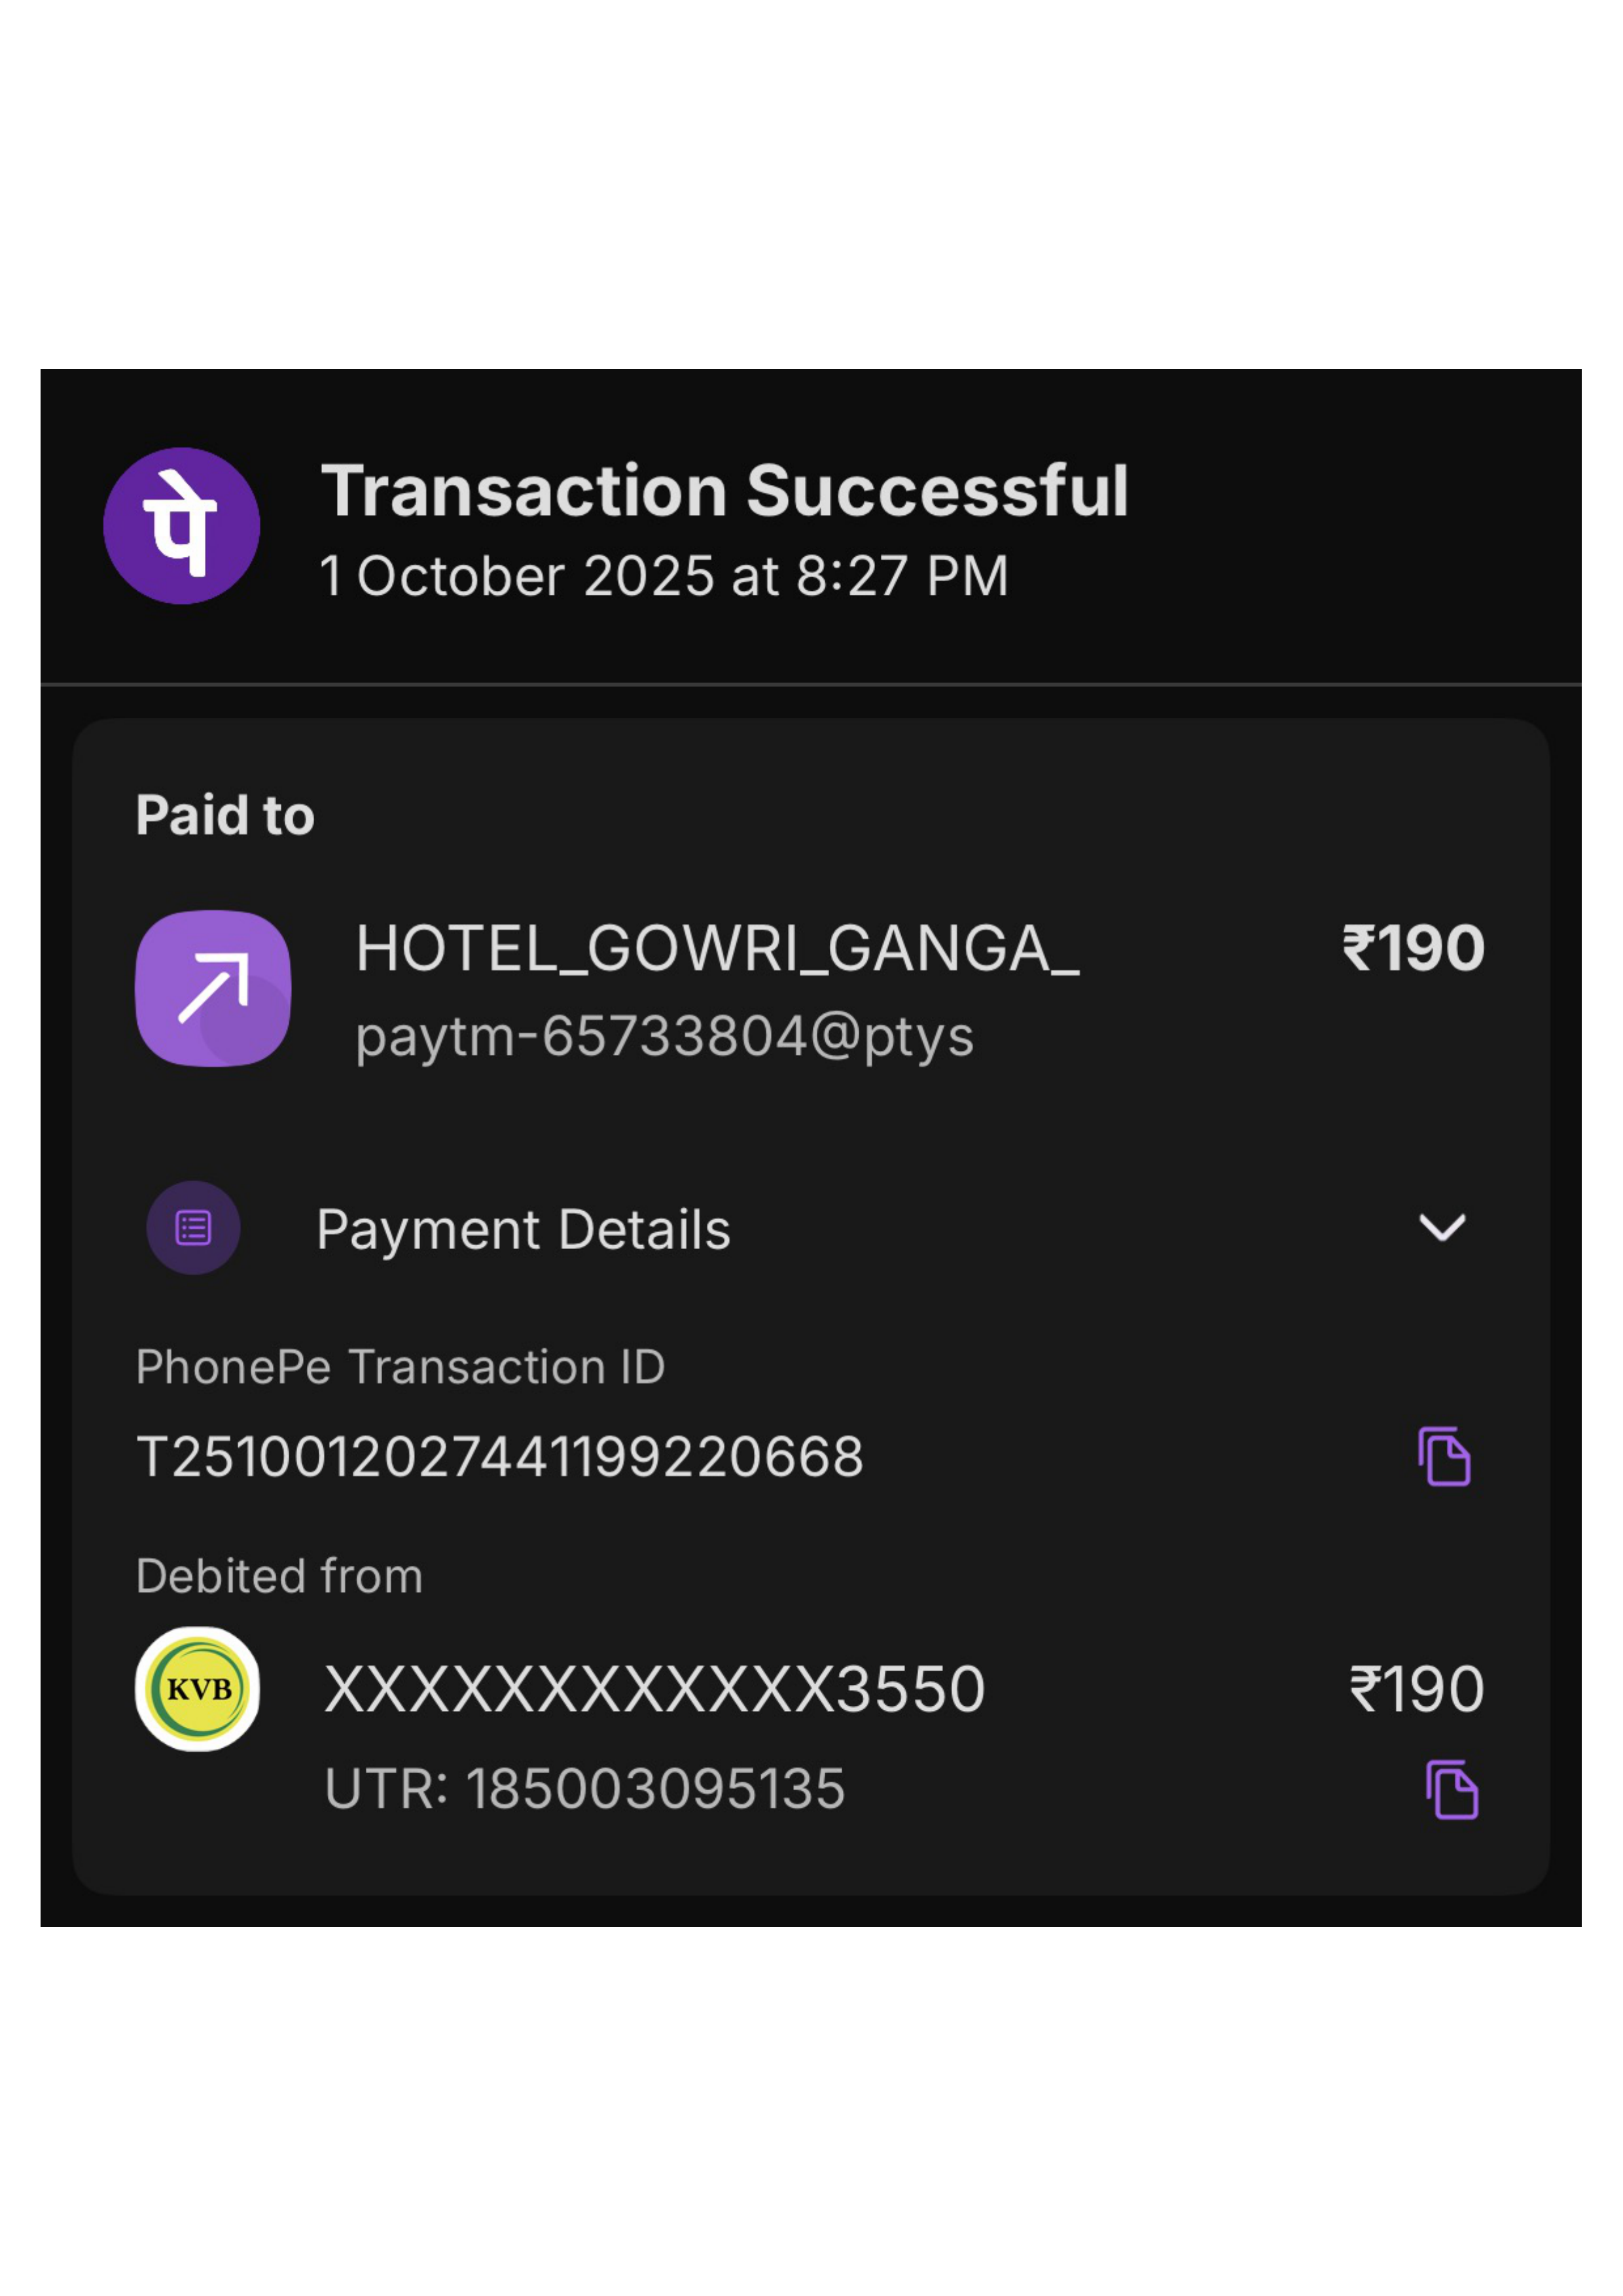 पे
Transaction Successful
1 October 2025 at 8:27 PM
Paid to
HOTEL_GOWRI_GANGA_ ₹190
paytm-65733804@ptys
Payment Details
PhonePe Transaction ID
T2510012027441199220668
Debited from
KVB XXXXXXXXXXXX3550 ₹190
UTR: 185003095135